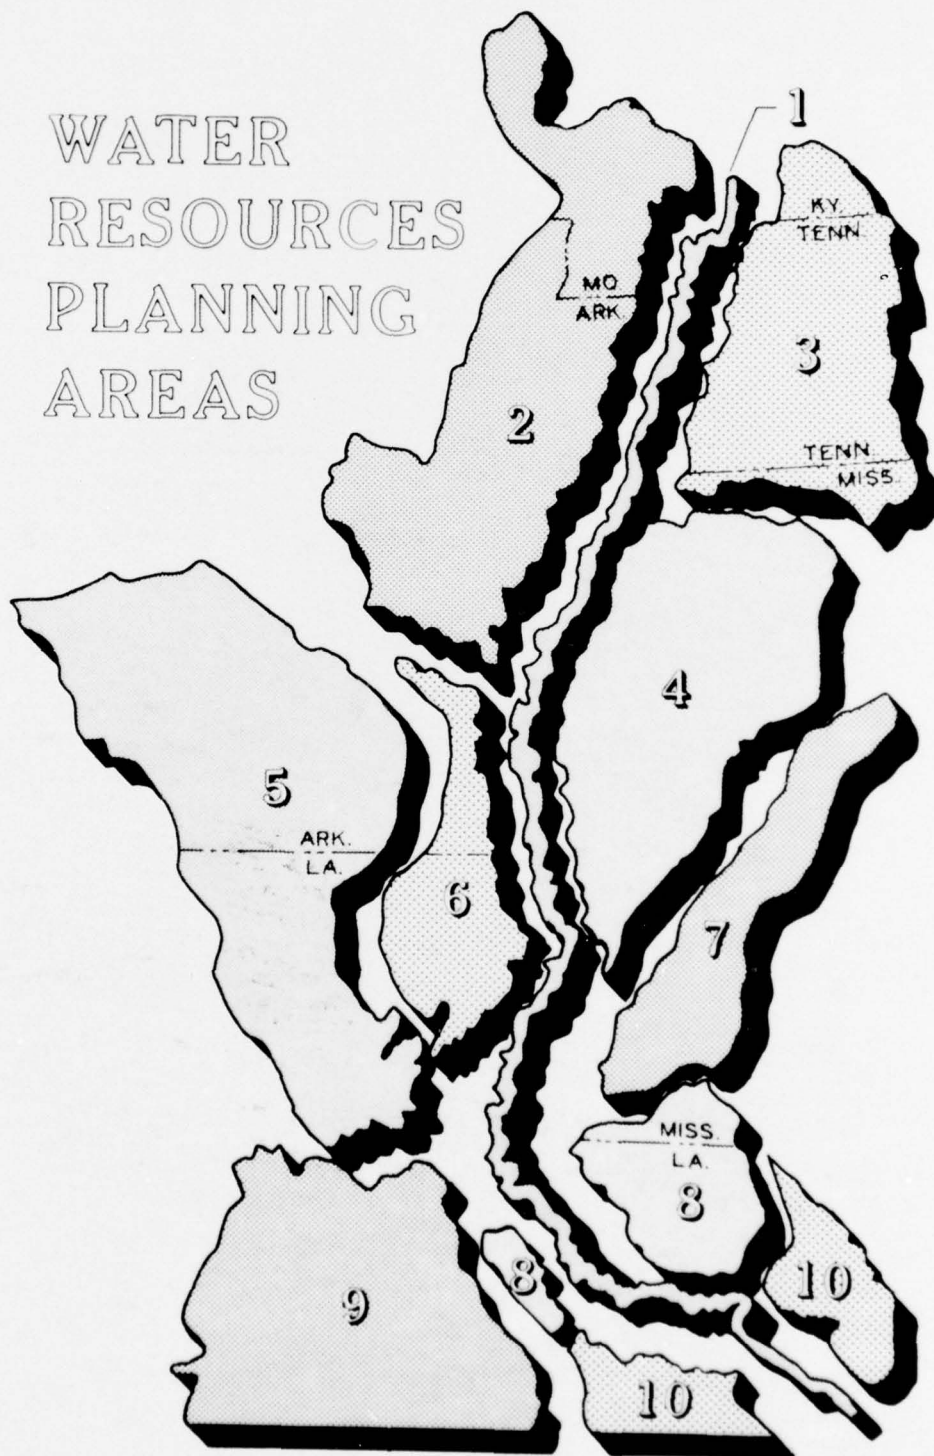 WATER
RESOURCES
PLANNING
AREAS
1
KY.
TENN
MO
ARK.
3
2
TENN
MISS.
4
5
ARK.
LA.
6
7
MISS.
LA.
8
8
10
9
10